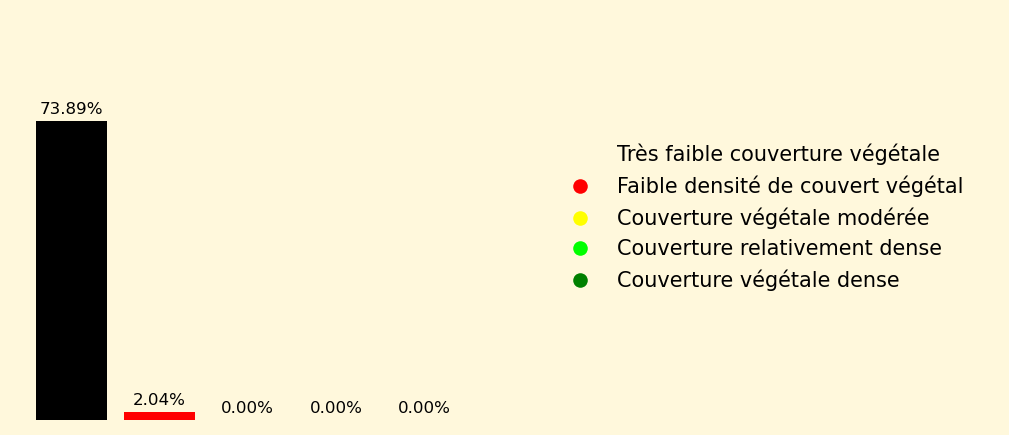 73.89%
2.04%
0.00%
0.00%
0.00%
Très faible couverture végétale
Faible densité de couvert végétal
Couverture végétale modérée
Couverture relativement dense
Couverture végétale dense